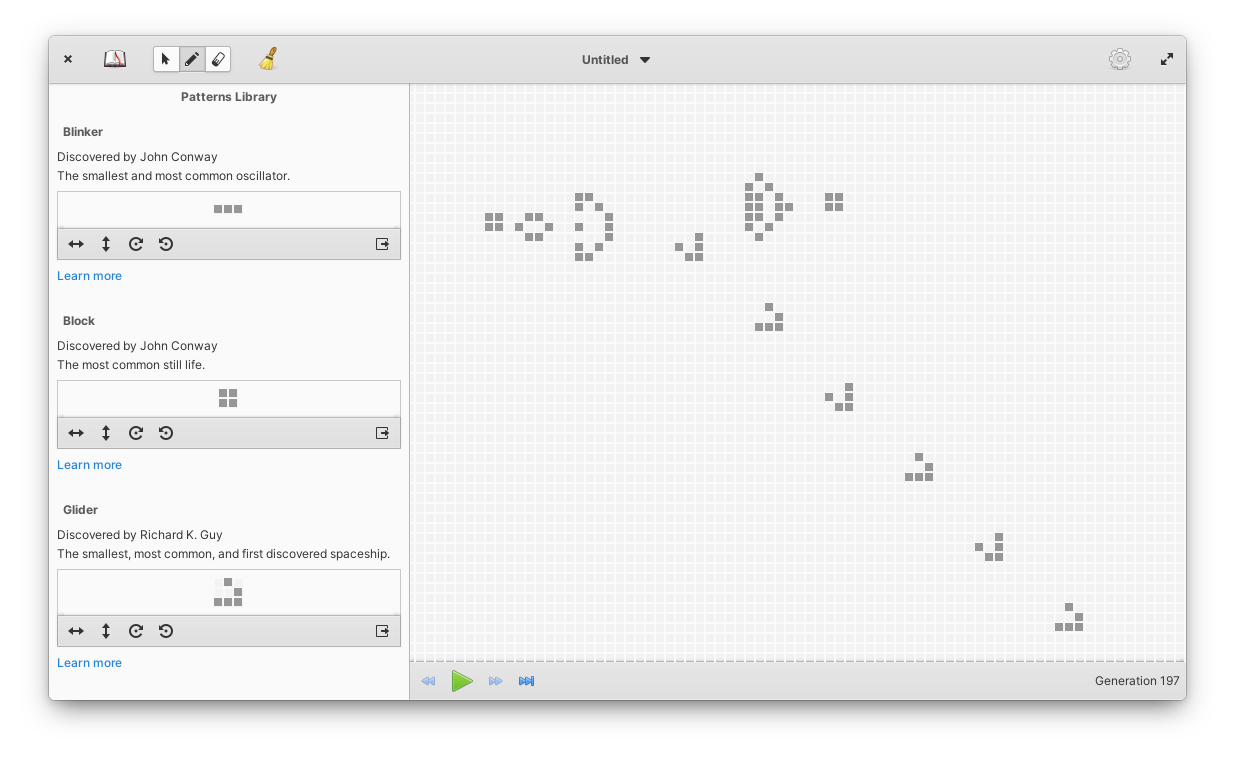 Untitled
Patterns Library
Blinker
Discovered by John Conway
The smallest and most common oscillator.
Learn more
Block
Discovered by John Conway
The most common still life.
Learn more
Glider
Discovered by Richard K. Guy
The smallest, most common, and first discovered spaceship.
Learn more
Generation 197